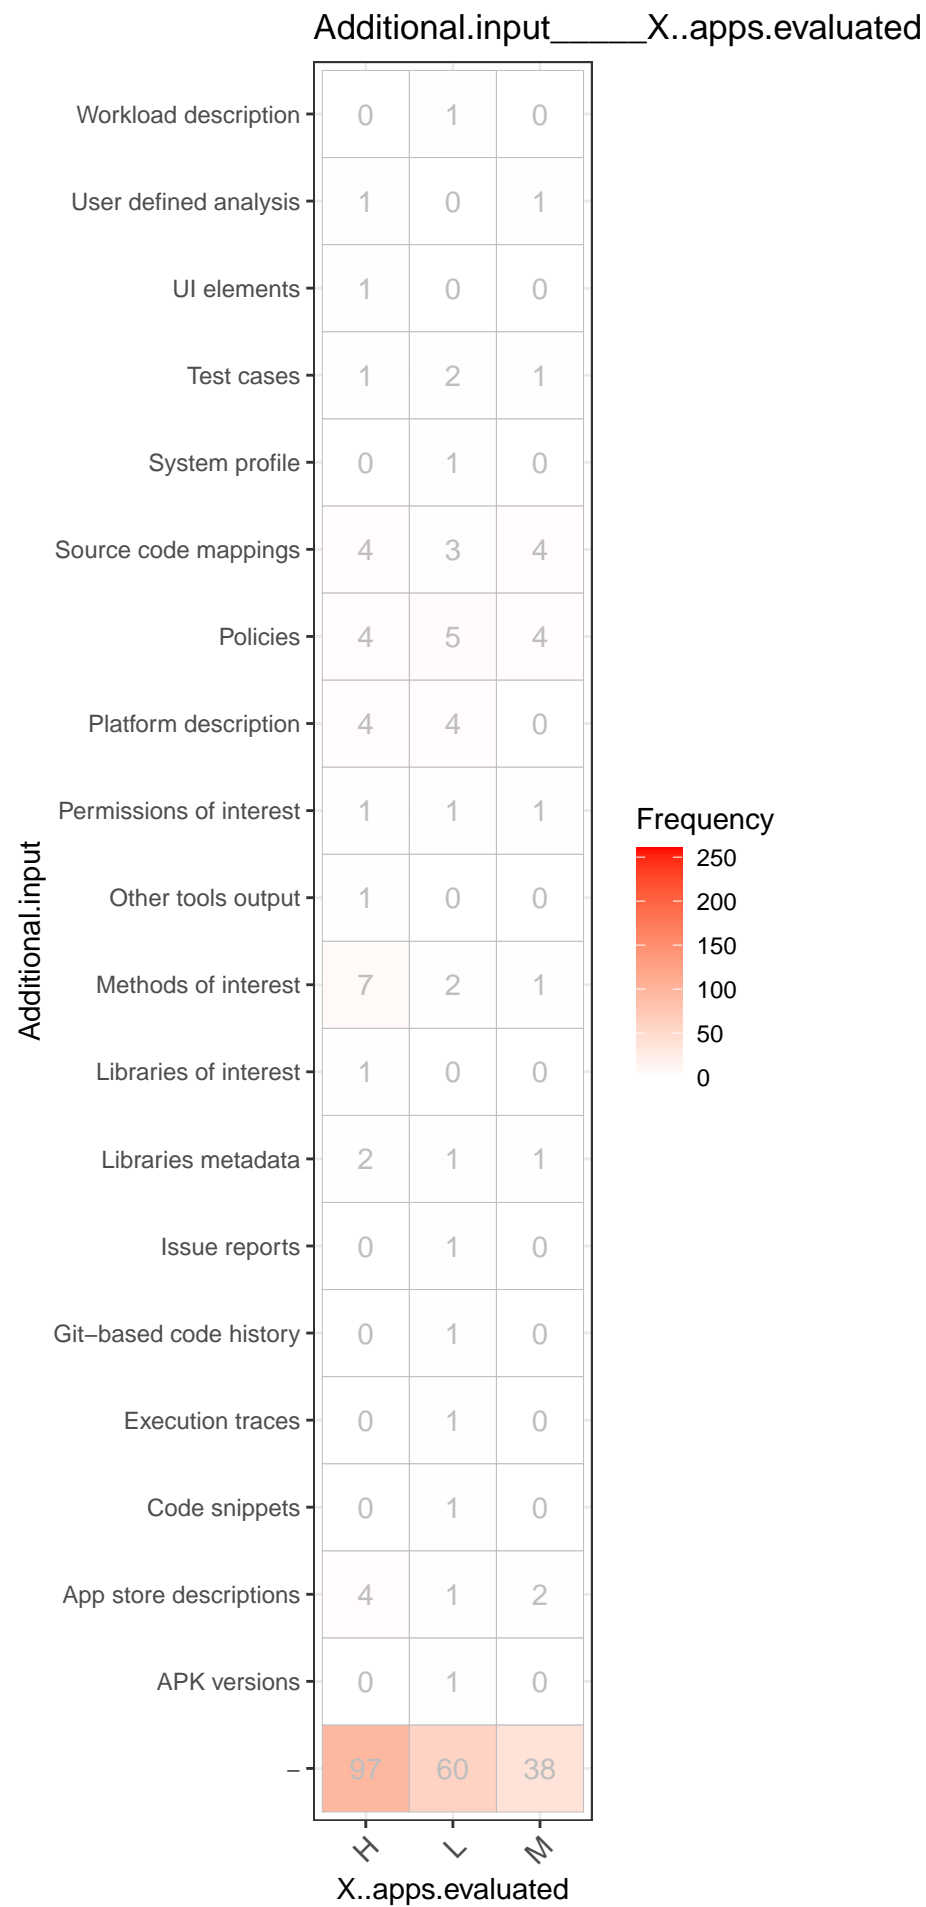 Additional.input_____X..apps.evaluated
Workload description 0 1 0
User defined analysis 1 0 1
UI elements 1 0 0
Test cases 1 2 1
System profile 0 1 0
Source code mappings 4 3 4
Policies 4 5 4
Platform description 4 4 0
Permissions of interest 1 1 1
Other tools output 1 0 0
Methods of interest 7 2 1
Libraries of interest 1 0 0
Libraries metadata 2 1 1
Issue reports 0 1 0
Git−based code history 0 1 0
Execution traces 0 1 0
Code snippets 0 1 0
App store descriptions 4 1 2
APK versions 0 1 0
− 97 60 38
H L M
X..apps.evaluated
Additional.input
Frequency
250
200
150
100
50
0